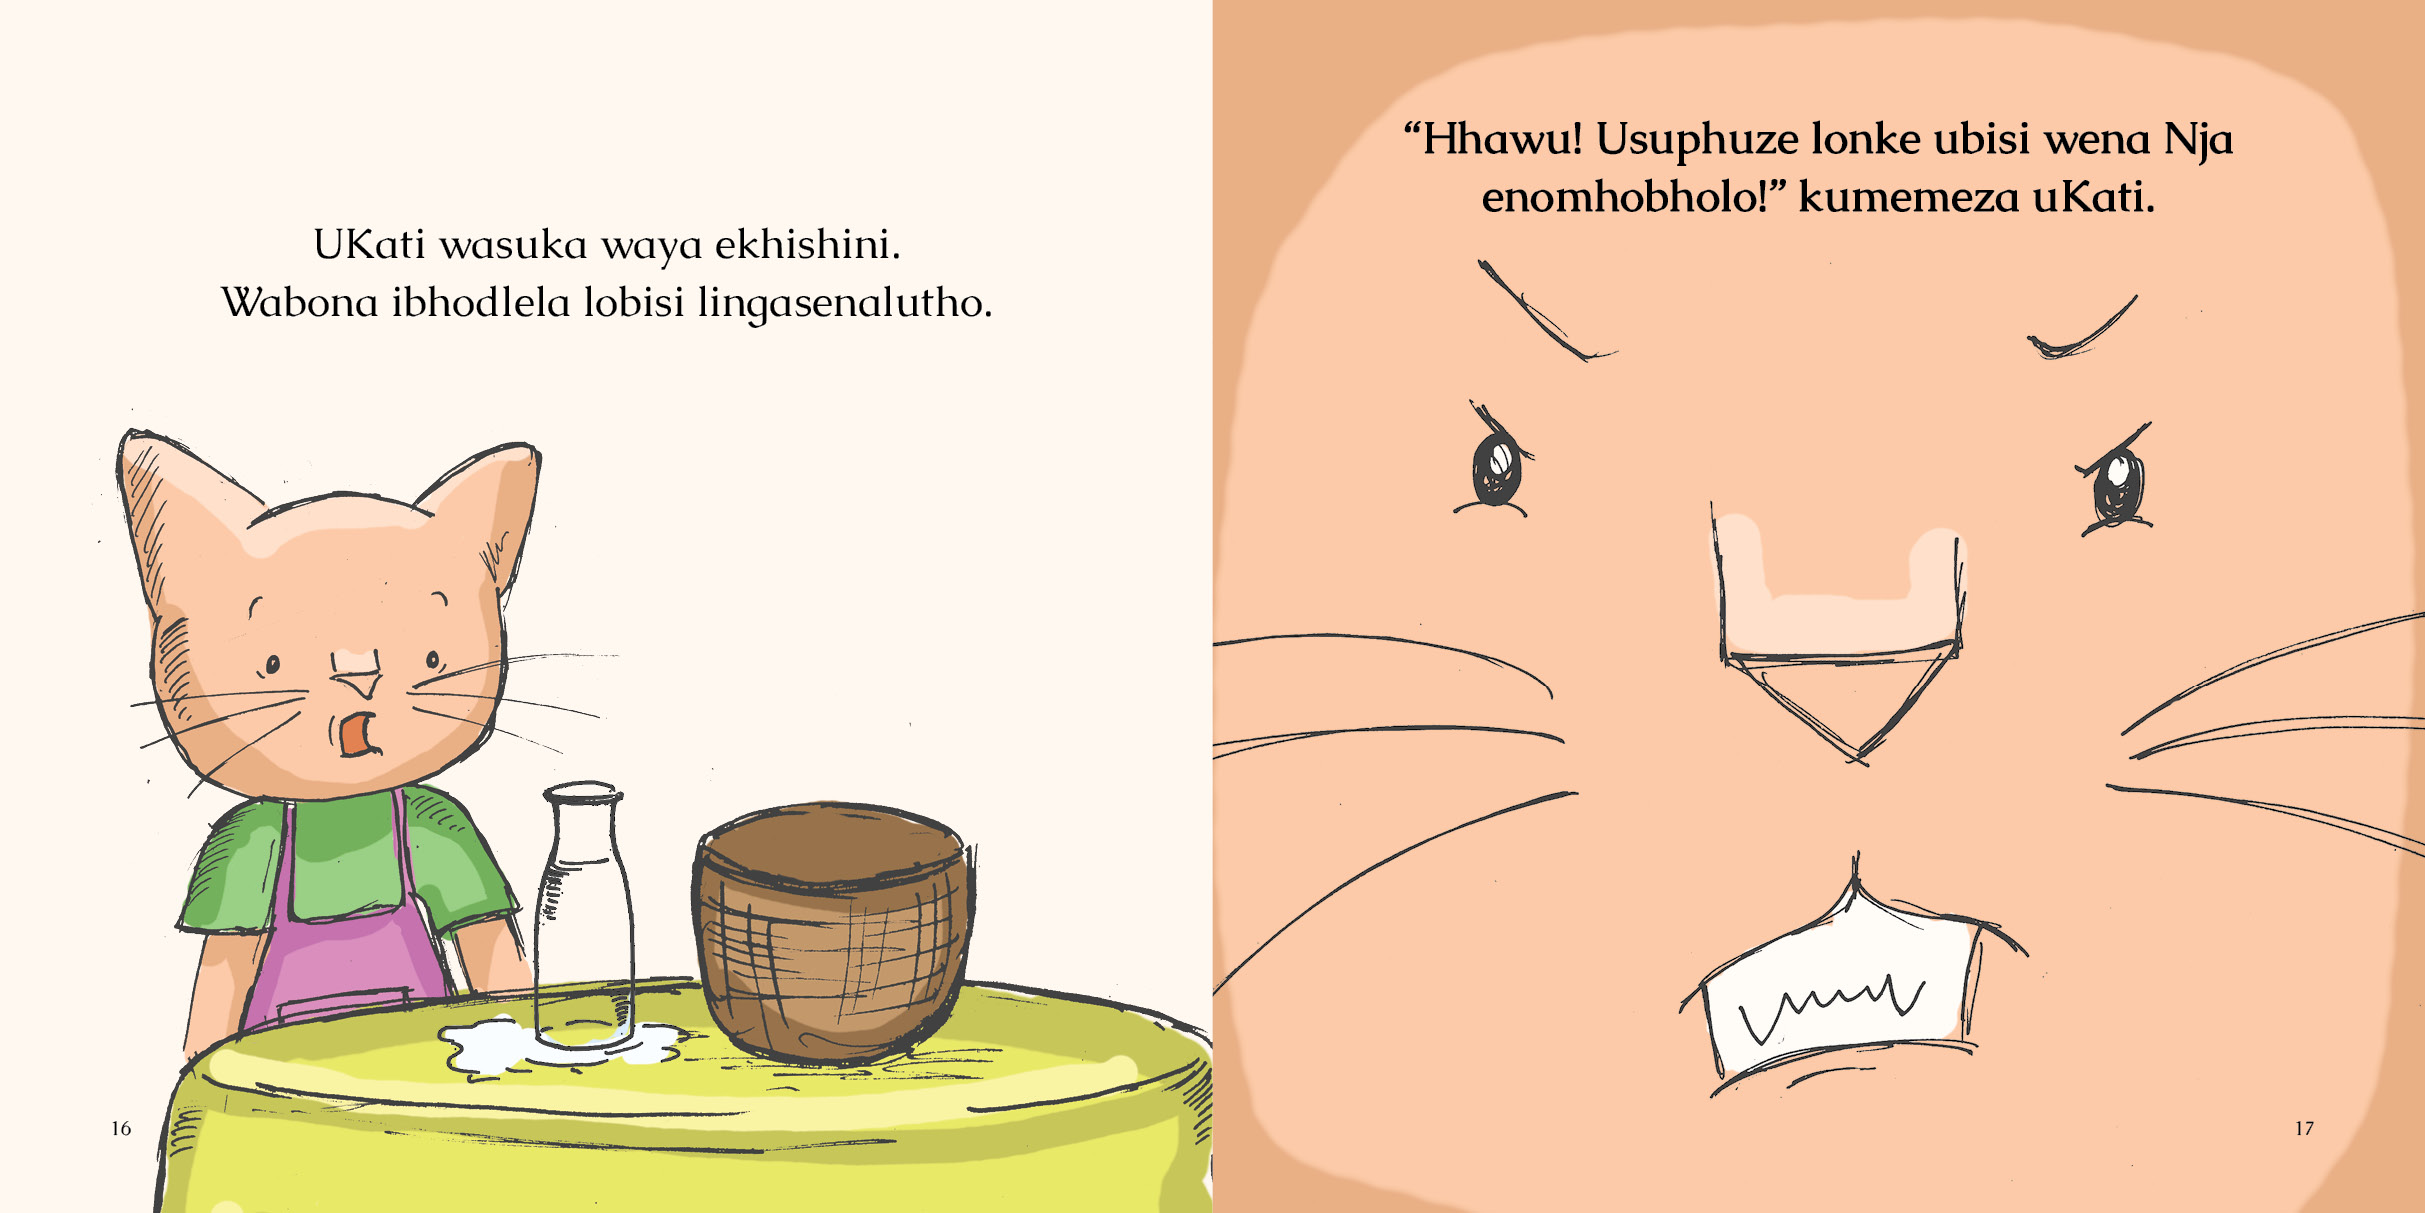 UKati wasuka waya ekhishini.
Wabona ibhodlela lobisi lingasenalutho.
16
“Hhawu! Usuphuze lonke ubisi wena Nja
enomhobholo!” kumemeza uKati.
17